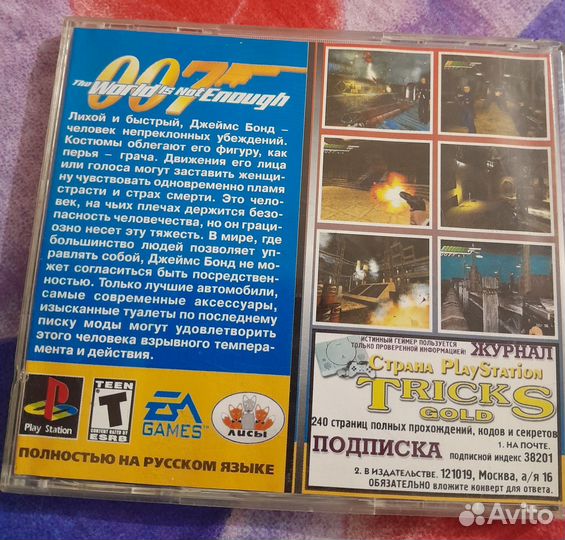 007
The World Is Not Enough
Лихой и быстрый, Джеймс Бонд –
человек непреклонных убеждений.
Костюмы облегают его фигуру, как
перья – грача. Движения его лица
или голоса могут заставить женщи-
ну чувствовать одновременно пламя
страсти и страх смерти. Это чело-
век, на чьих плечах держится безо-
пасность человечества, но он граци-
озно несет эту тяжесть. В мире, где
большинство людей позволяет уп-
равлять собой, Джеймс Бонд не мо-
жет согласиться быть посредствен-
ностью. Только лучшие автомобили,
самые современные аксессуары,
изысканные туалеты по последнему
писку моды могут удовлетворить
этого человека взрывного темпера-
мента и действия.
PlayStation
TEEN
T
CONTENT RATED BY
ESRB
EA
GAMES
ЛИСЫ
ПОЛНОСТЬЮ НА РУССКОМ ЯЗЫКЕ
ИСТИННЫЙ ГЕЙМЕР ПОЛЬЗУЕТСЯ
ТОЛЬКО ПРОВЕРЕННОЙ ИНФОРМАЦИЕЙ!
ЖУРНАЛ
Страна PlayStation
TRICKS
GOLD
240 страниц полных прохождений, кодов и секретов
ПОДПИСКА
1. НА ПОЧТЕ.
подписной индекс 38201
2. В ИЗДАТЕЛЬСТВЕ. 121019, Москва, а/я 16
ОБЯЗАТЕЛЬНО вложите конверт для ответа.
Avito